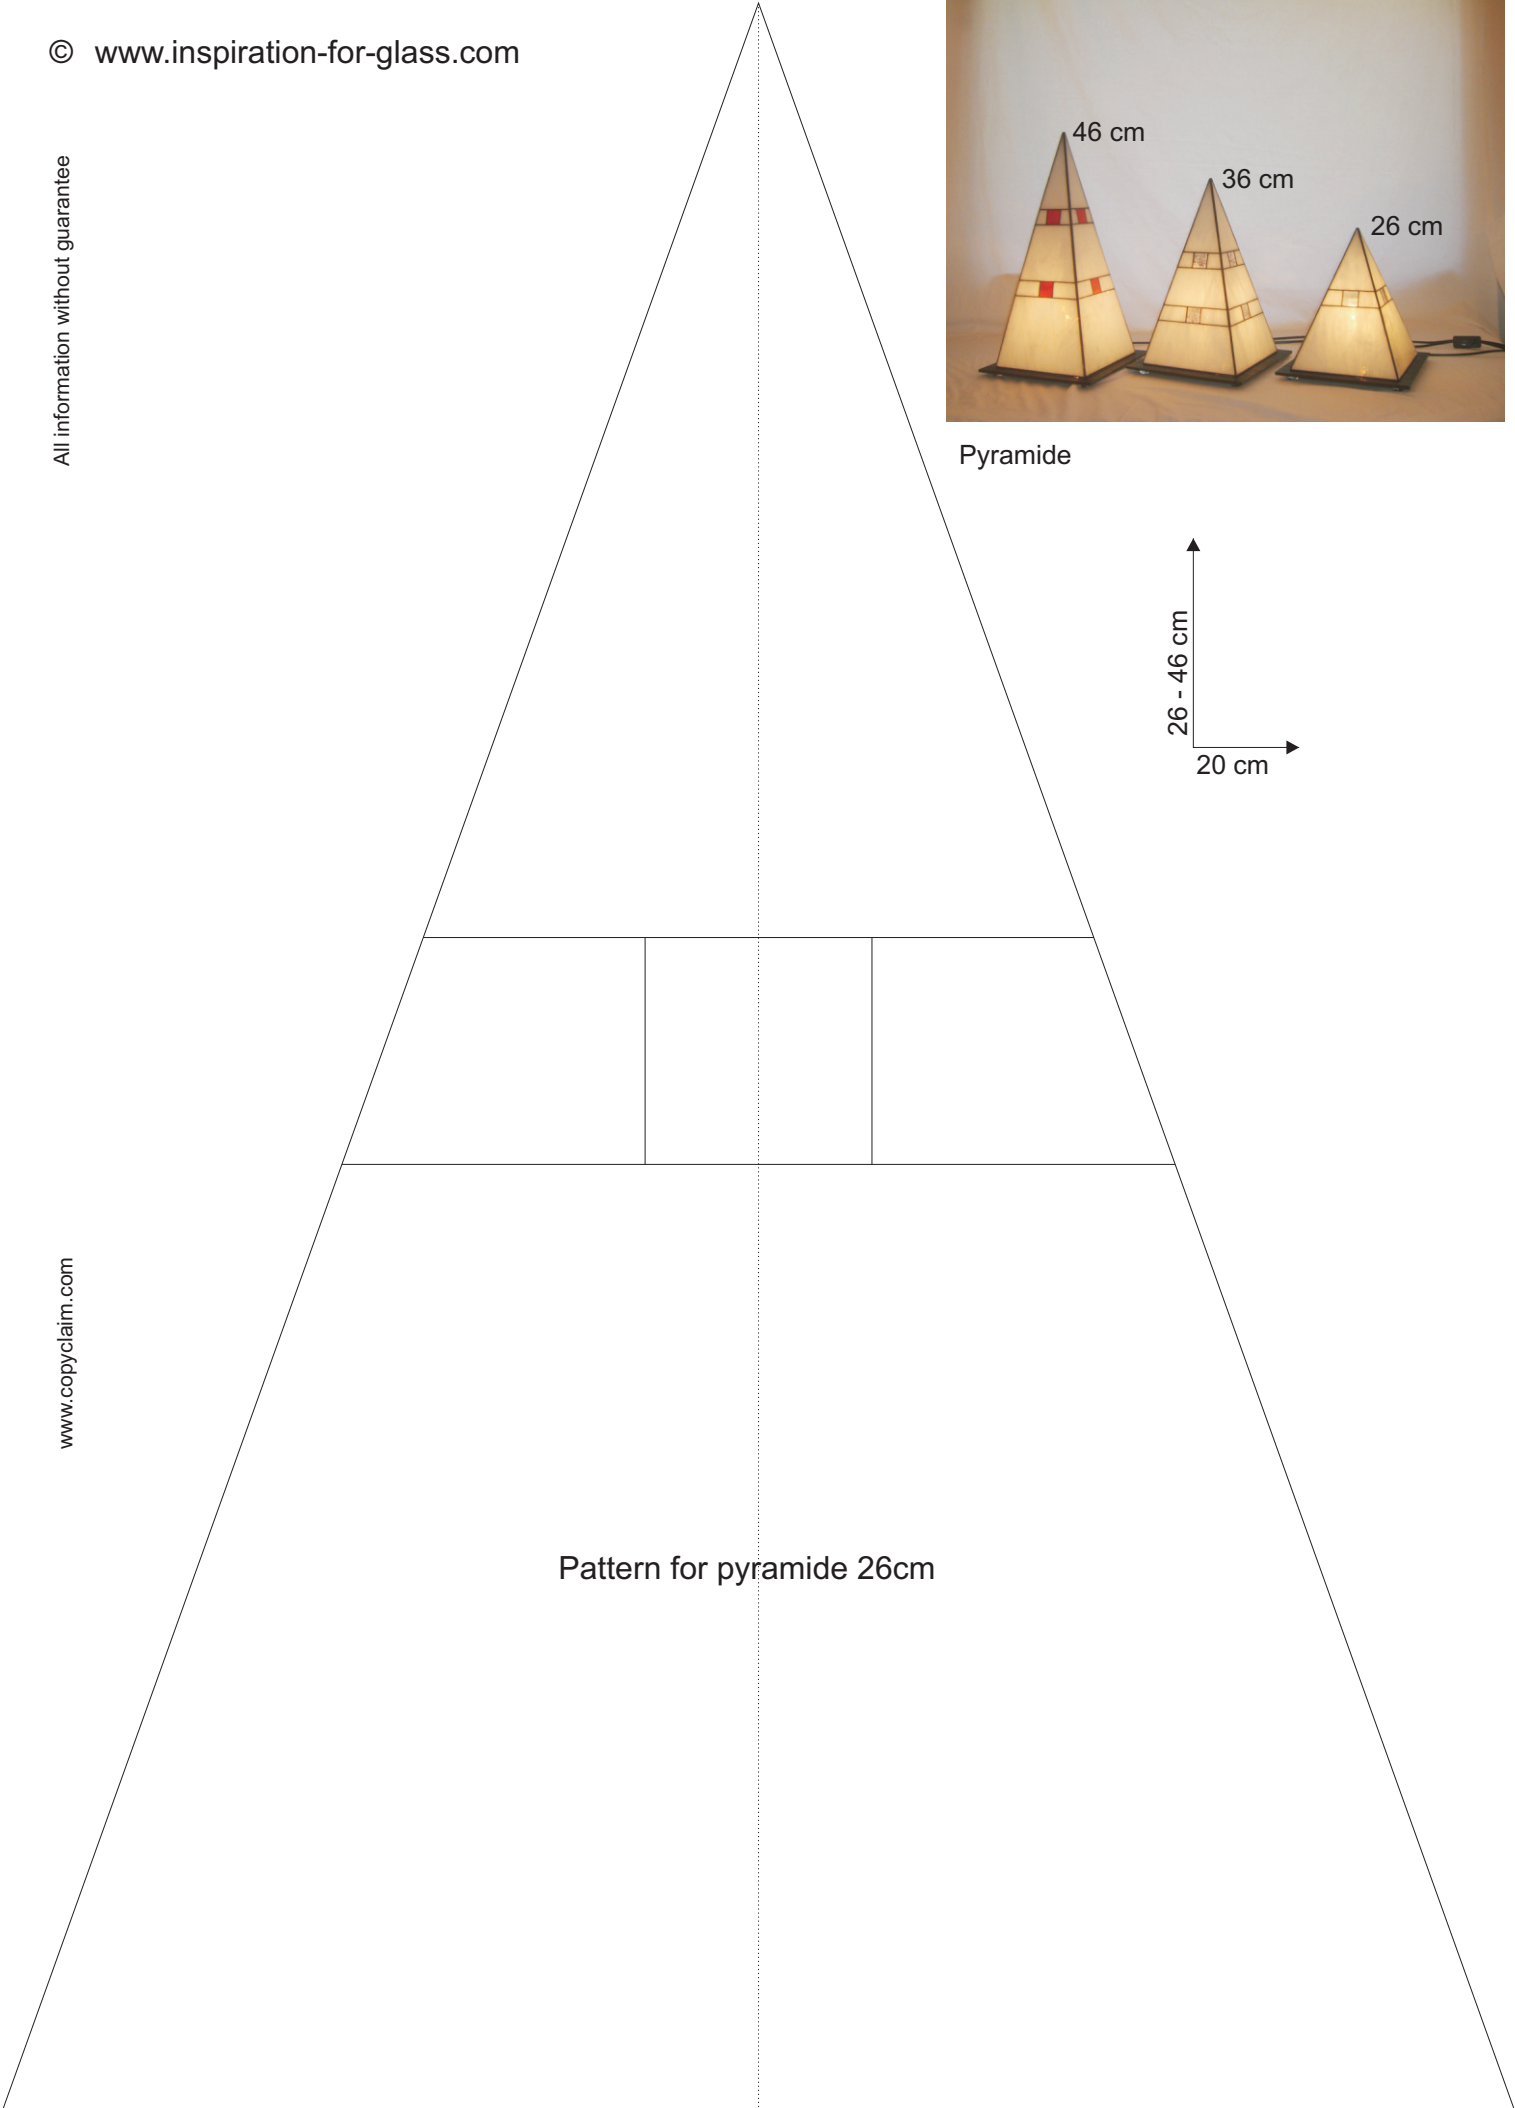 © www.inspiration-for-glass.com
All information without guarantee
46 cm
36 cm
26 cm
Pyramide
26 - 46 cm
20 cm
www.copyclaim.com
Pattern for pyramide 26cm